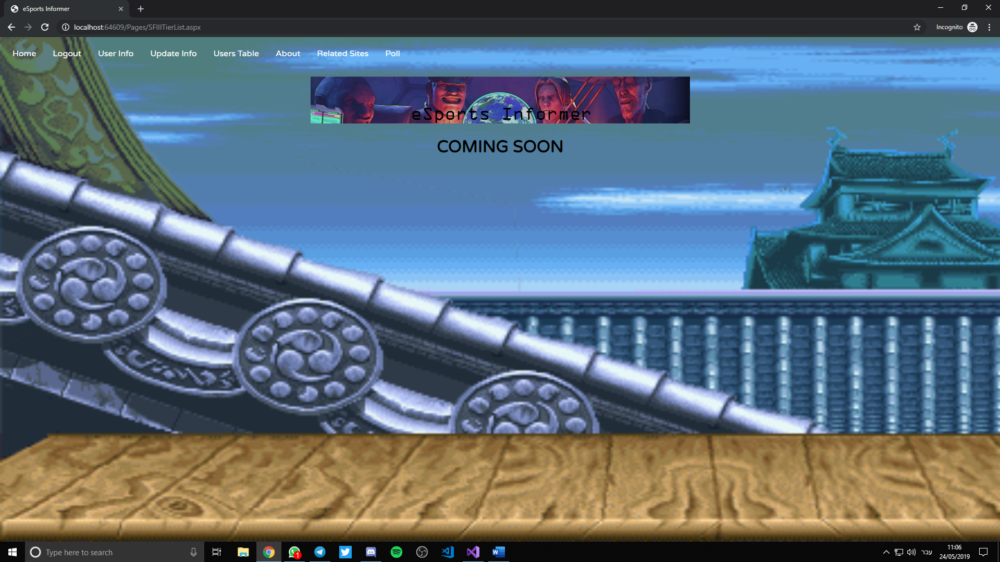 eSports Informer
localhost:64609/Pages/SFIIITierList.aspx
Incognito
Home Logout User Info Update Info Users Table About Related Sites Poll
eSports Informer
COMING SOON
Type here to search
1
W
עבר
11:06
24/05/2019